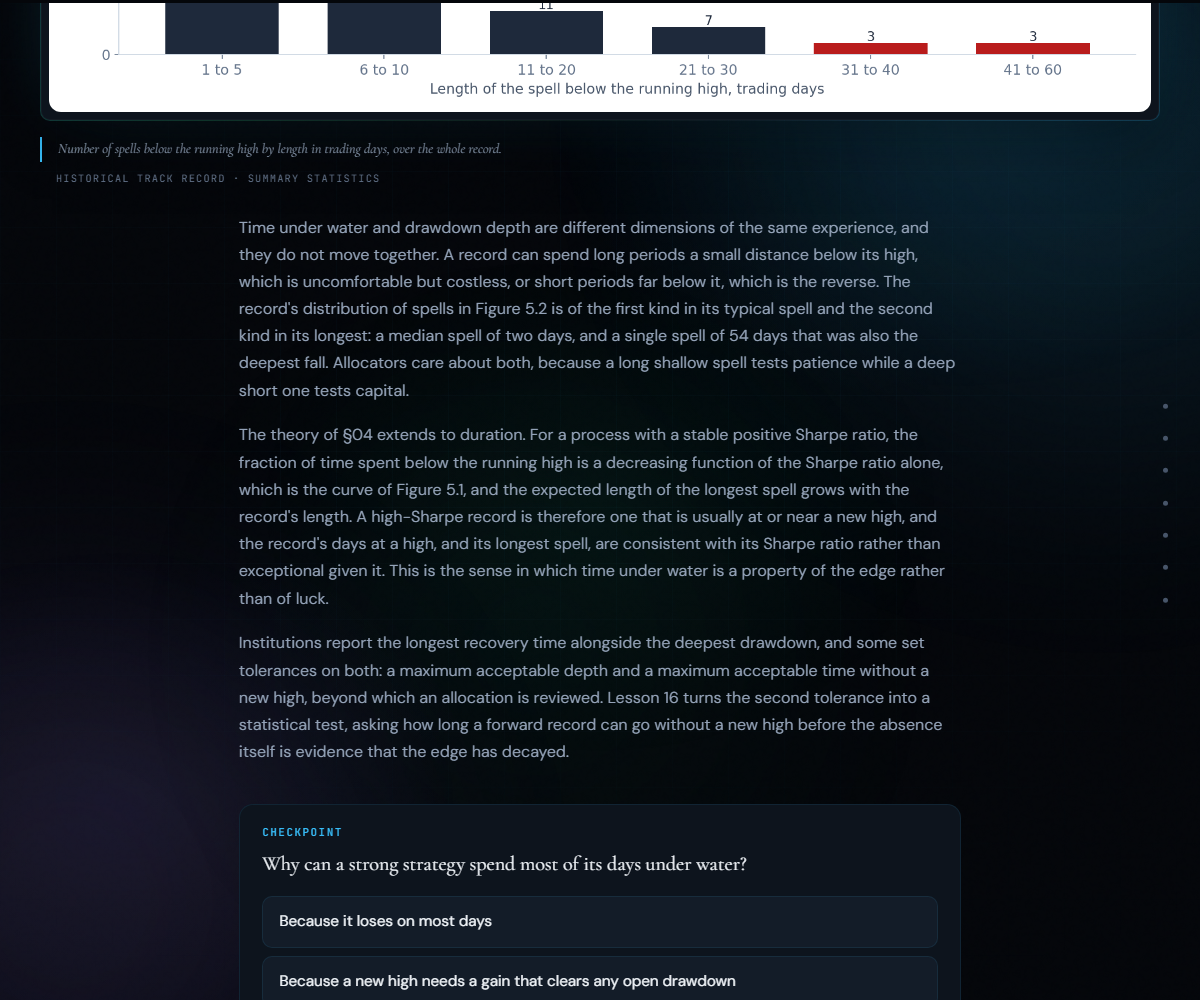 11
7
3
3
0
1 to 5
6 to 10
11 to 20
21 to 30
31 to 40
41 to 60
Length of the spell below the running high, trading days
Number of spells below the running high by length in trading days, over the whole record.
HISTORICAL TRACK RECORD · SUMMARY STATISTICS
Time under water and drawdown depth are different dimensions of the same experience, and
they do not move together. A record can spend long periods a small distance below its high,
which is uncomfortable but costless, or short periods far below it, which is the reverse. The
record's distribution of spells in Figure 5.2 is of the first kind in its typical spell and the second
kind in its longest: a median spell of two days, and a single spell of 54 days that was also the
deepest fall. Allocators care about both, because a long shallow spell tests patience while a deep
short one tests capital.
The theory of §04 extends to duration. For a process with a stable positive Sharpe ratio, the
fraction of time spent below the running high is a decreasing function of the Sharpe ratio alone,
which is the curve of Figure 5.1, and the expected length of the longest spell grows with the
record's length. A high-Sharpe record is therefore one that is usually at or near a new high, and
the record's days at a high, and its longest spell, are consistent with its Sharpe ratio rather than
exceptional given it. This is the sense in which time under water is a property of the edge rather
than of luck.
Institutions report the longest recovery time alongside the deepest drawdown, and some set
tolerances on both: a maximum acceptable depth and a maximum acceptable time without a
new high, beyond which an allocation is reviewed. Lesson 16 turns the second tolerance into a
statistical test, asking how long a forward record can go without a new high before the absence
itself is evidence that the edge has decayed.
CHECKPOINT
Why can a strong strategy spend most of its days under water?
Because it loses on most days
Because a new high needs a gain that clears any open drawdown